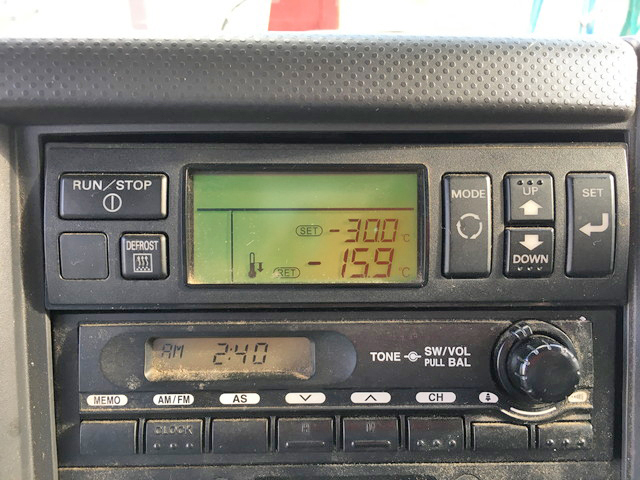 RUN/STOP
DEFROST
SET -30.0 °C
RET -15.9 °C
MODE
UP
DOWN
SET
AM 2:40
TONE SW/VOL
PULL BAL
MEMO AM/FM AS CH
CLOCK